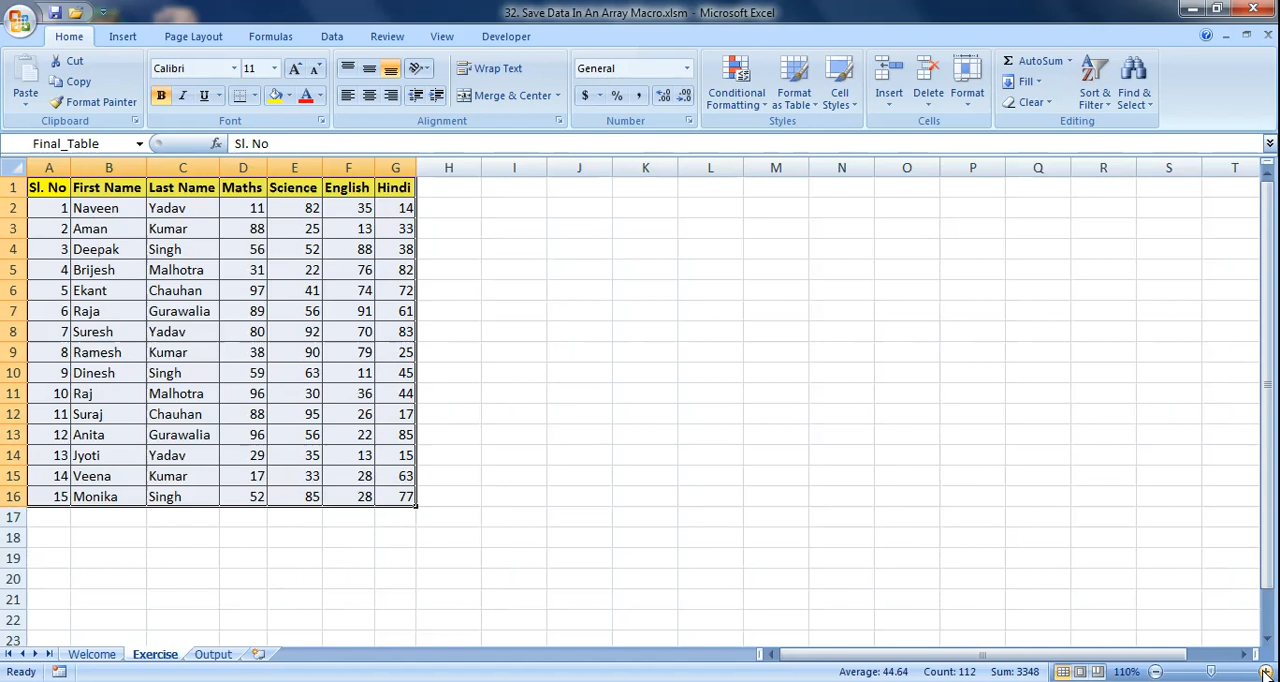 32. Save Data In An Array Macro.xlsm - Microsoft Excel
Home Insert Page Layout Formulas Data Review View Developer
Cut
Copy
Format Painter
Paste
Clipboard
Calibri 11
B I U
Font
Wrap Text
Merge & Center
Alignment
General
$ % ,
Number
Conditional Formatting
Format as Table
Cell Styles
Styles
Insert Delete Format
Cells
AutoSum
Fill
Clear
Sort & Filter
Find & Select
Editing
Final_Table fx Sl. No
A B C D E F G H I J K L M N O P Q R S T
1 Sl. No First Name Last Name Maths Science English Hindi
2 1 Naveen Yadav 11 82 35 14
3 2 Aman Kumar 88 25 13 33
4 3 Deepak Singh 56 52 88 38
5 4 Brijesh Malhotra 31 22 76 82
6 5 Ekant Chauhan 97 41 74 72
7 6 Raja Gurawalia 89 56 91 61
8 7 Suresh Yadav 80 92 70 83
9 8 Ramesh Kumar 38 90 79 25
10 9 Dinesh Singh 59 63 11 45
11 10 Raj Malhotra 96 30 36 44
12 11 Suraj Chauhan 88 95 26 17
13 12 Anita Gurawalia 96 56 22 85
14 13 Jyoti Yadav 29 35 13 15
15 14 Veena Kumar 17 33 28 63
16 15 Monika Singh 52 85 28 77
17
18
19
20
21
22
23
Welcome Exercise Output
Ready Average: 44.64 Count: 112 Sum: 3348 110%